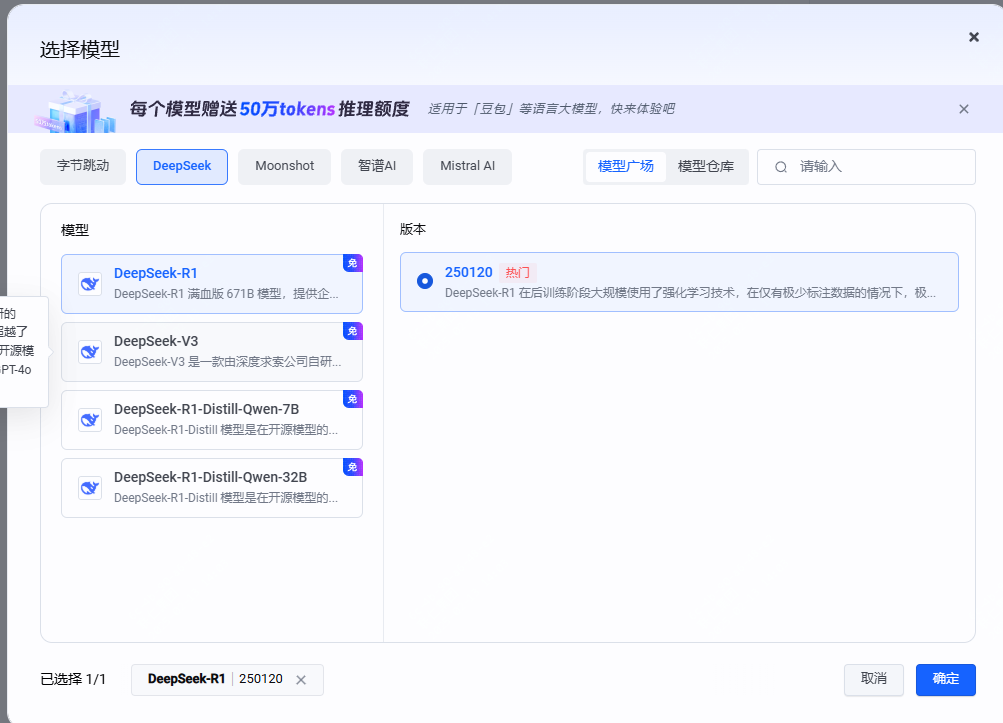 选择模型
每个模型赠送50万tokens推理额度 适用于「豆包」等语言大模型，快来体验吧
字节跳动 DeepSeek Moonshot 智谱AI Mistral AI 模型广场 模型仓库 请输入
模型
免
DeepSeek-R1
DeepSeek-R1 满血版 671B 模型，提供企...
免
DeepSeek-V3
DeepSeek-V3 是一款由深度求索公司自研...
免
DeepSeek-R1-Distill-Qwen-7B
DeepSeek-R1-Distill 模型是在开源模型的...
免
DeepSeek-R1-Distill-Qwen-32B
DeepSeek-R1-Distill 模型是在开源模型的...
版本
250120 热门
DeepSeek-R1 在后训练阶段大规模使用了强化学习技术，在仅有极少标注数据的情况下，极...
研的
超越了
开源模
PT-4o
已选择 1/1 DeepSeek-R1 250120 取消 确定